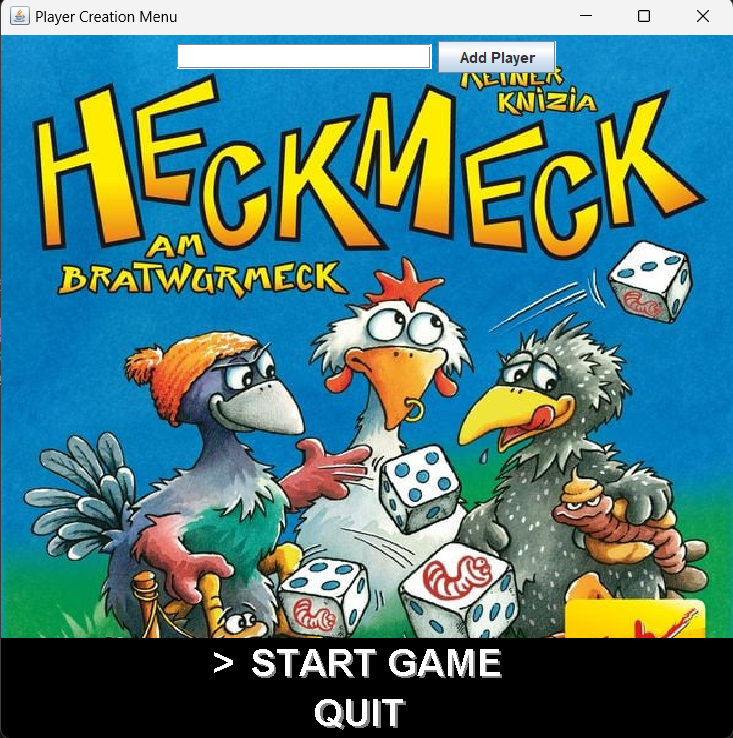 Player Creation Menu
Add Player
REINER
KNIZIA
HECKMECK
AM
BRATWURMECK
> START GAME
QUIT